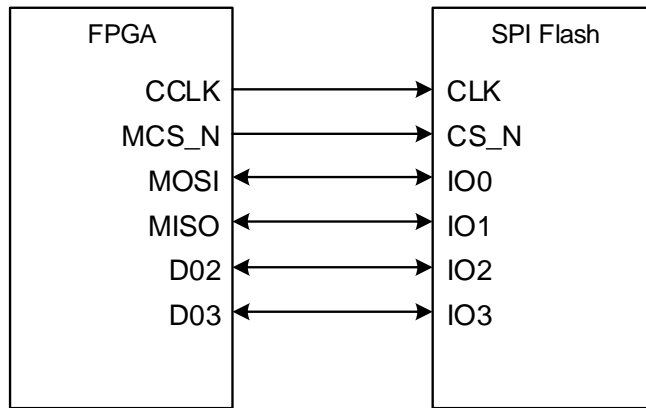 FPGA SPI Flash
CCLK CLK
MCS_N CS_N
MOSI IO0
MISO IO1
D02 IO2
D03 IO3